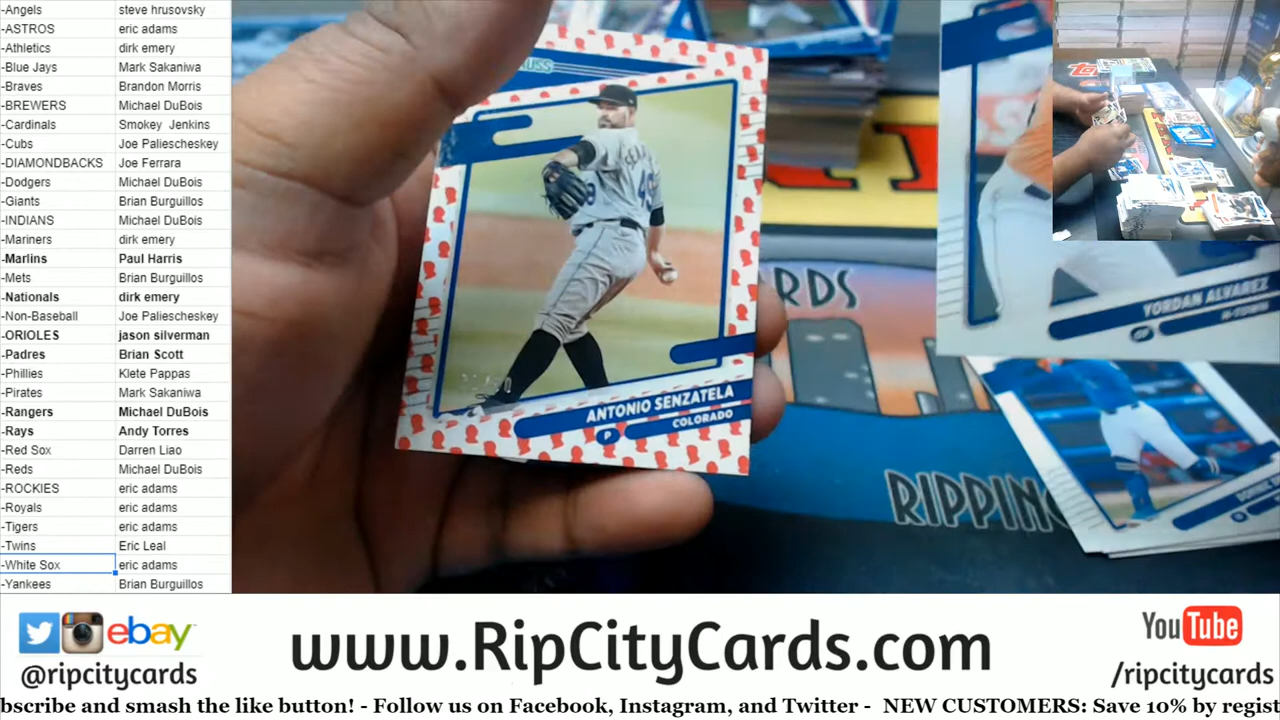 -Angels steve hrusovsky
-ASTROS eric adams
-Athletics dirk emery
-Blue Jays Mark Sakaniwa
-Braves Brandon Morris
-BREWERS Michael DuBois
-Cardinals Smokey Jenkins
-Cubs Joe Paliescheskey
-DIAMONDBACKS Joe Ferrara
-Dodgers Michael DuBois
-Giants Brian Burguillos
-INDIANS Michael DuBois
-Mariners dirk emery
-Marlins Paul Harris
-Mets Brian Burguillos
-Nationals dirk emery
-Non-Baseball Joe Paliescheskey
-ORIOLES jason silverman
-Padres Brian Scott
-Phillies Klete Pappas
-Pirates Mark Sakaniwa
-Rangers Michael DuBois
-Rays Andy Torres
-Red Sox Darren Liao
-Reds Michael DuBois
-ROCKIES eric adams
-Royals eric adams
-Tigers eric adams
-Twins Eric Leal
-White Sox eric adams
-Yankees Brian Burguillos
ANTONIO SENZATELA
COLORADO
P
YORDAN ALVAREZ
H-TOWN
RDS
RIPPIN
ebay
@ripcitycards
www.RipCityCards.com
YouTube
/ripcitycards
bscribe and smash the like button! - Follow us on Facebook, Instagram, and Twitter - NEW CUSTOMERS: Save 10% by regist